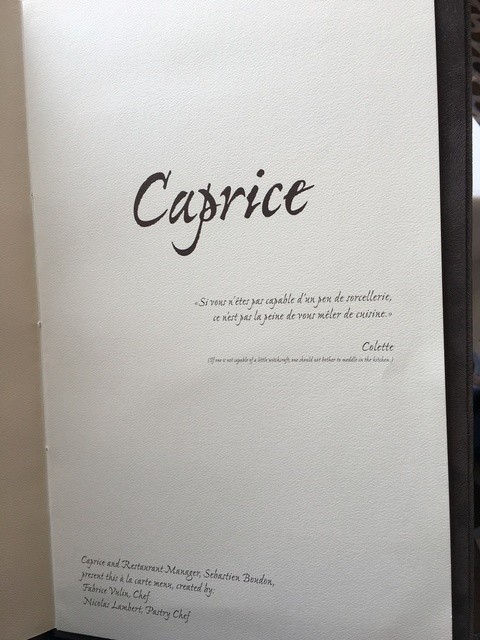 Caprice
«Si vous n'êtes pas capable d'un peu de sorcellerie,
ce n'est pas la peine de vous mêler de cuisine.»
Colette
(If one is not capable of a little witchcraft, one should not bother to meddle in the kitchen.)
Caprice and Restaurant Manager, Sebastien Boudon,
present this à la carte menu, created by:
Fabrice Vulin, Chef
Nicolas Lambert, Pastry Chef